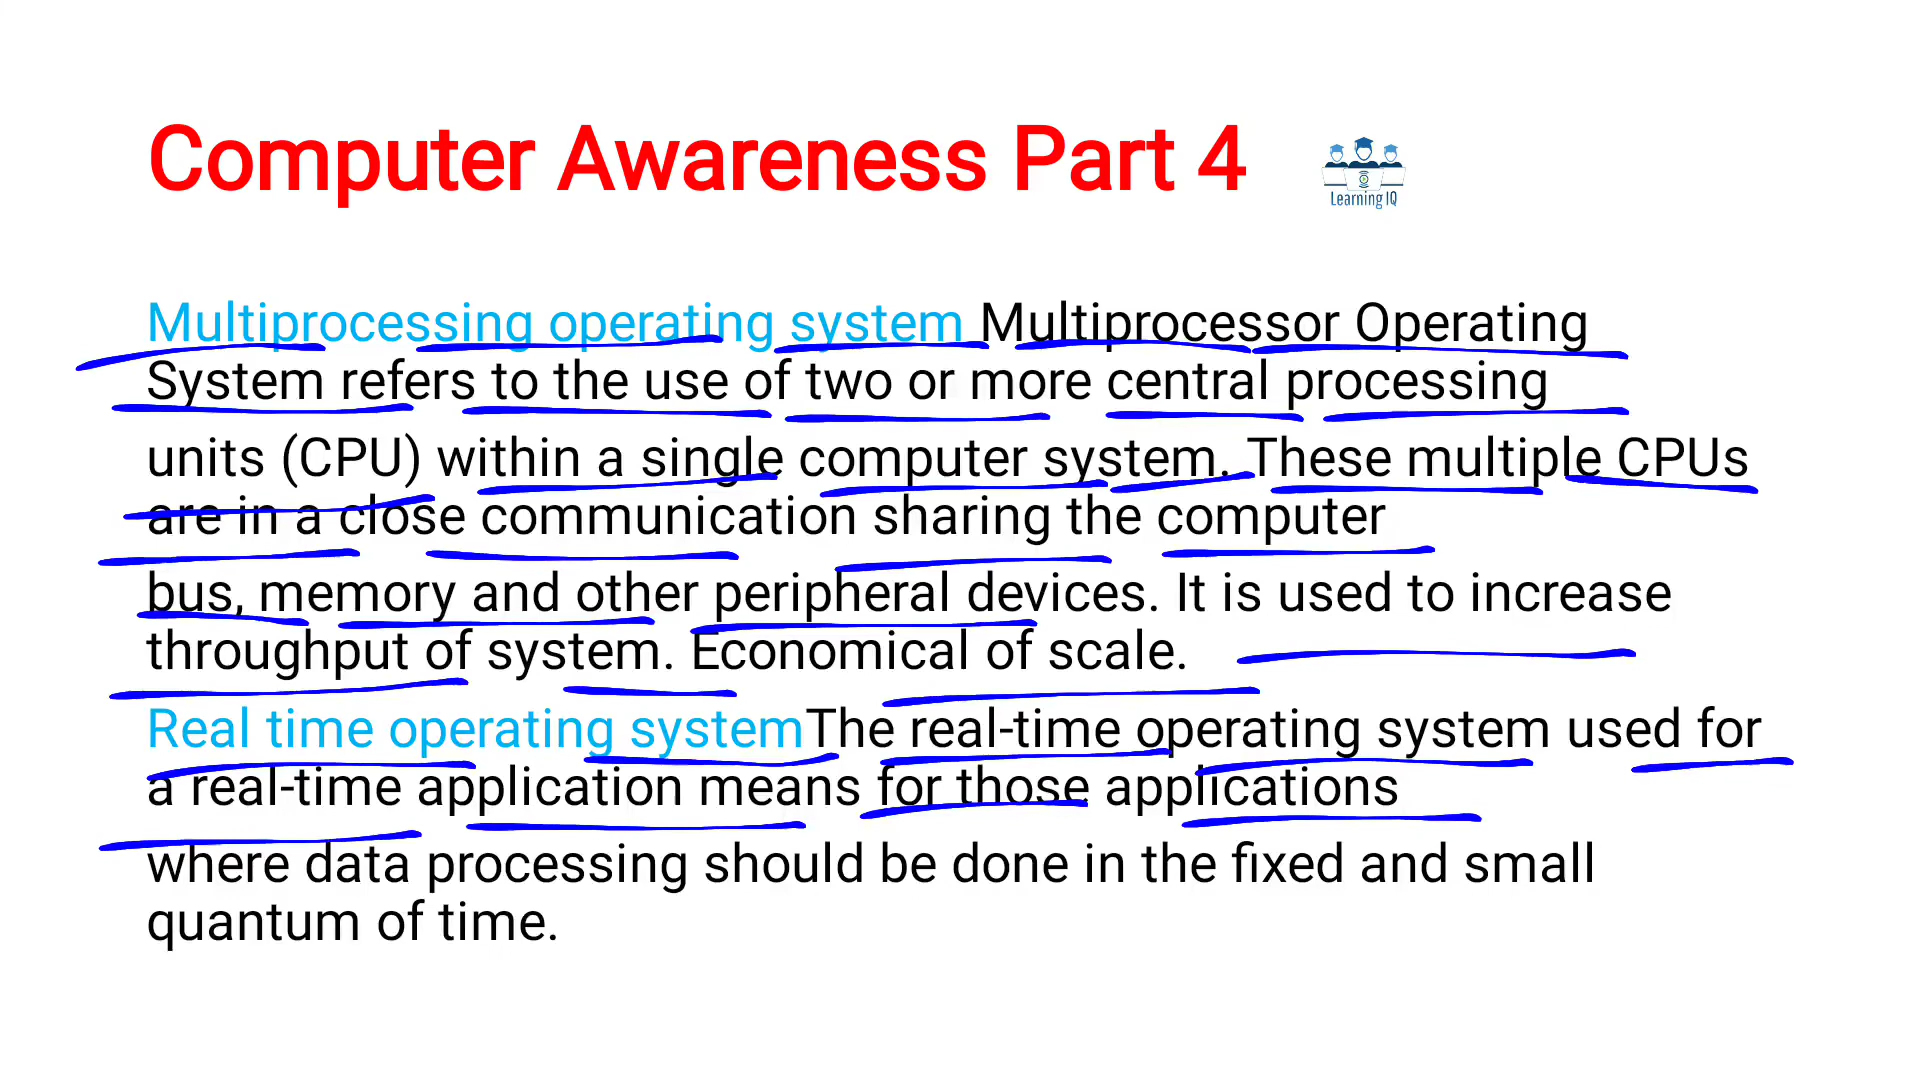 Computer Awareness Part 4
Learning IQ
Multiprocessing operating system Multiprocessor Operating
System refers to the use of two or more central processing
units (CPU) within a single computer system. These multiple CPUs
are in a close communication sharing the computer
bus, memory and other peripheral devices. It is used to increase
throughput of system. Economical of scale.
Real time operating systemThe real-time operating system used for
a real-time application means for those applications
where data processing should be done in the fixed and small
quantum of time.